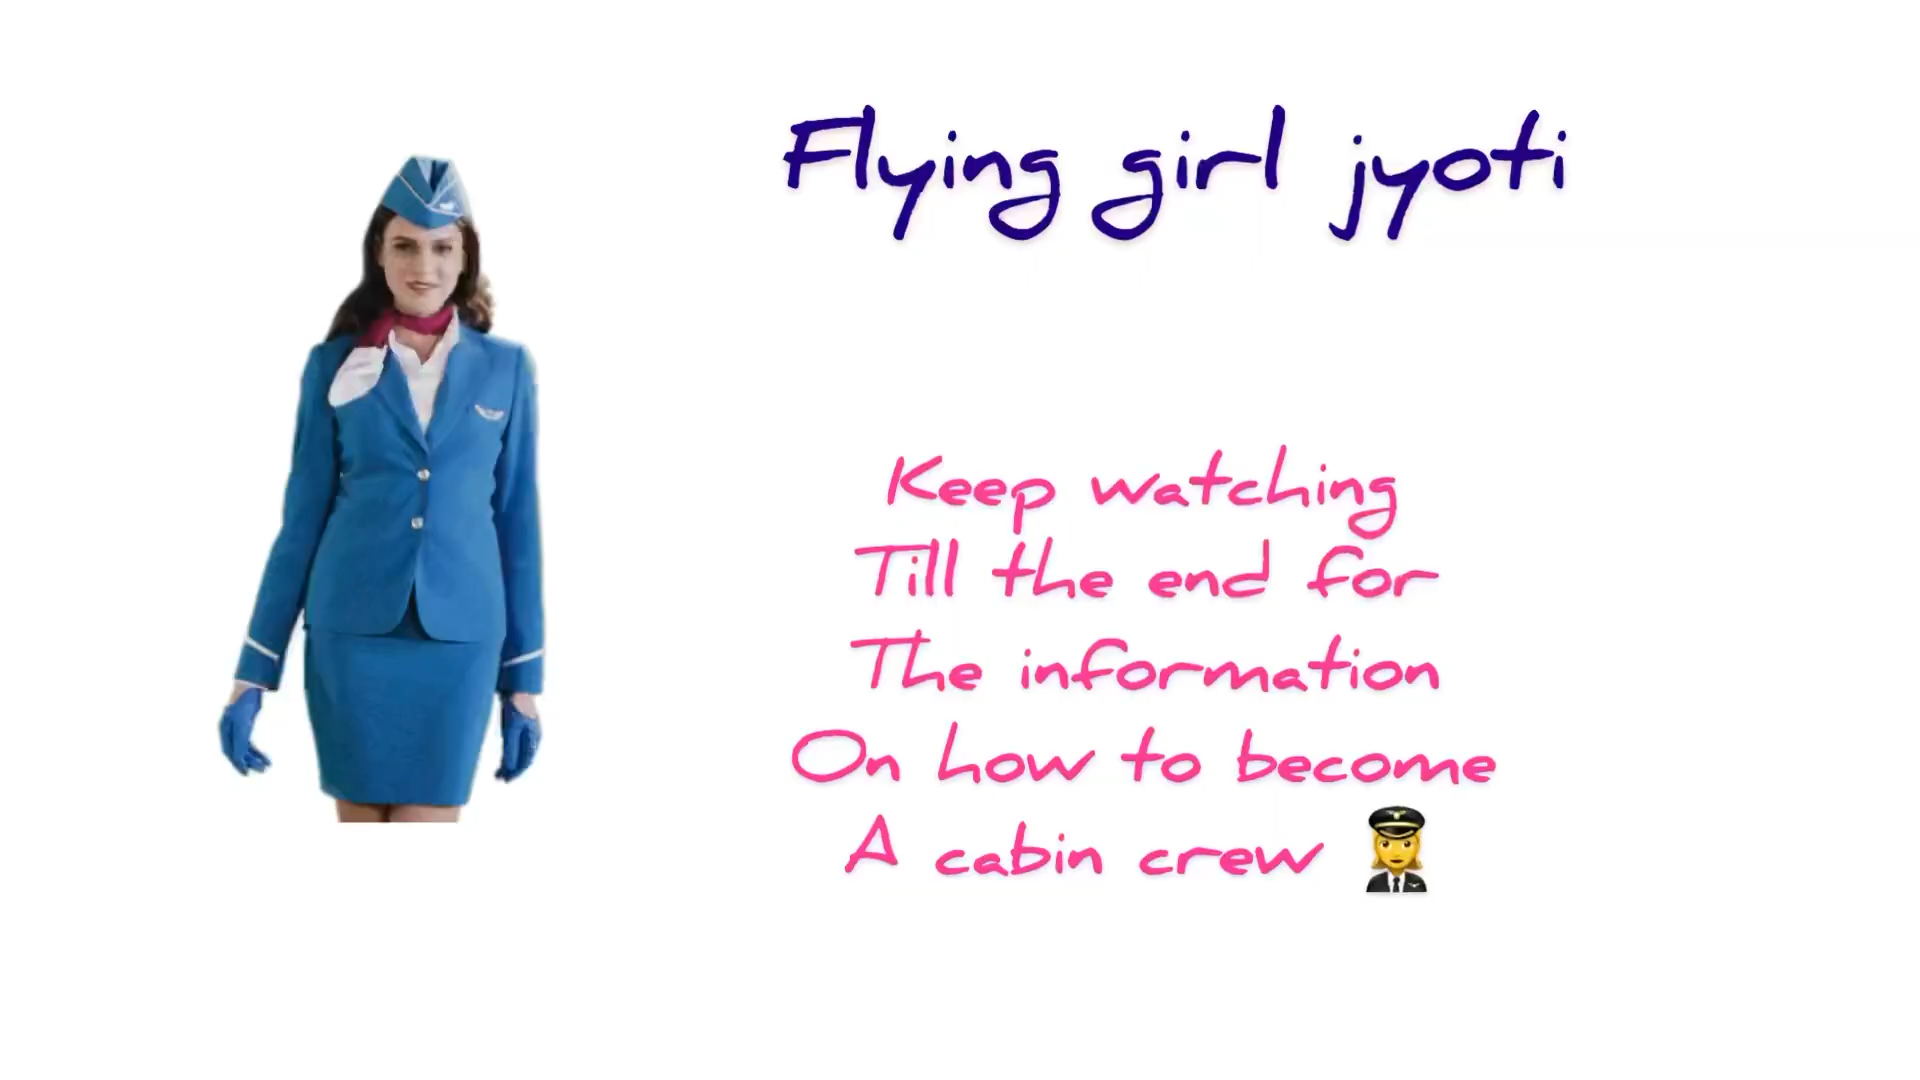 Flying girl jyoti
Keep watching
Till the end for
The information
On how to become
A cabin crew 👩‍✈️